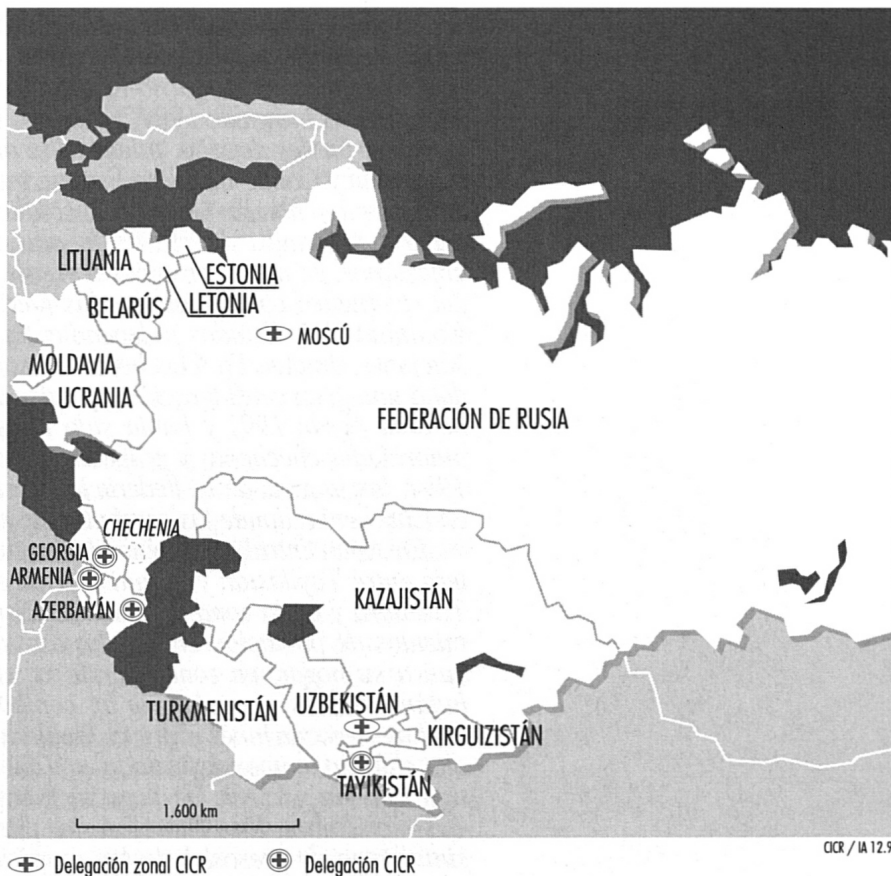 LITUANIA
ESTONIA
LETONIA
BELARÚS
MOSCÚ
MOLDAVIA
UCRANIA
FEDERACIÓN DE RUSIA
CHECHENIA
GEORGIA
ARMENIA
AZERBAIYÁN
KAZAJISTÁN
UZBEKISTÁN
TURKMENISTÁN
KIRGUIZISTÁN
TAYIKISTÁN
1.600 km
CICR / IA 12.9
Delegación zonal CICR
Delegación CICR